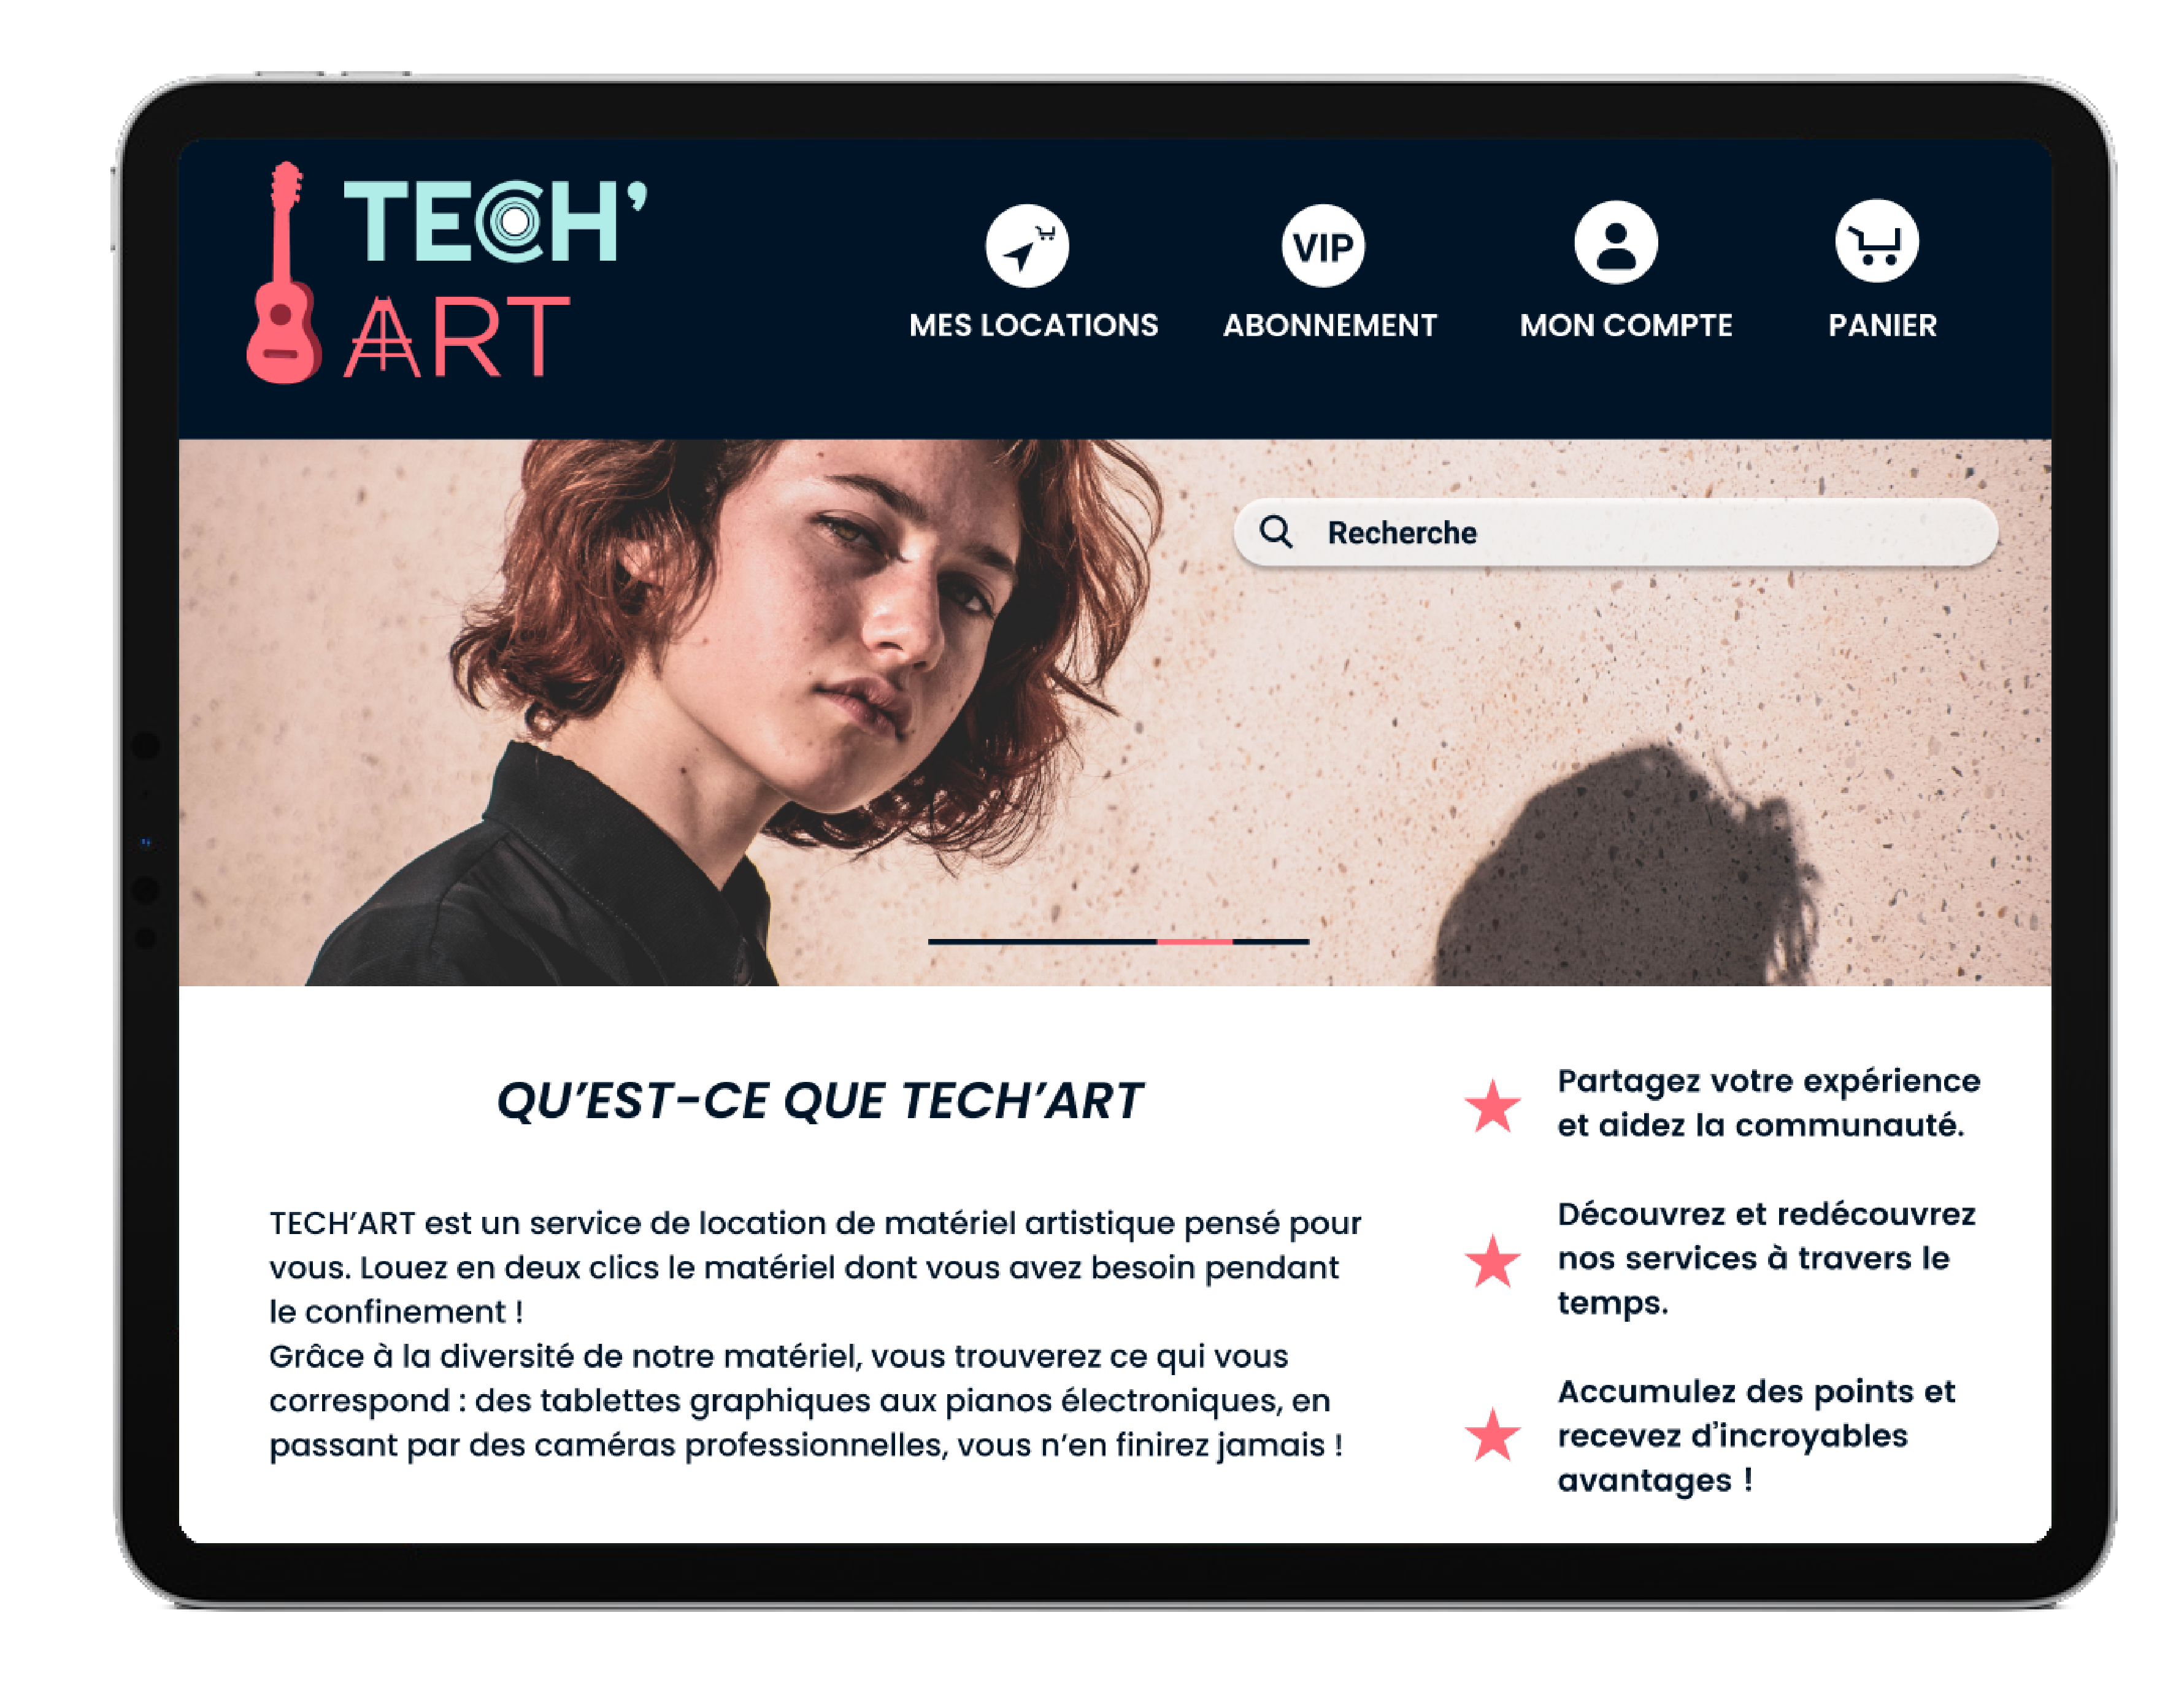 TECH’
ART
VIP
MES LOCATIONS
ABONNEMENT
MON COMPTE
PANIER
Recherche
QU’EST-CE QUE TECH’ART
TECH’ART est un service de location de matériel artistique pensé pour
vous. Louez en deux clics le matériel dont vous avez besoin pendant
le confinement !
Grâce à la diversité de notre matériel, vous trouverez ce qui vous
correspond : des tablettes graphiques aux pianos électroniques, en
passant par des caméras professionnelles, vous n’en finirez jamais !
Partagez votre expérience
et aidez la communauté.
Découvrez et redécouvrez
nos services à travers le
temps.
Accumulez des points et
recevez d’incroyables
avantages !